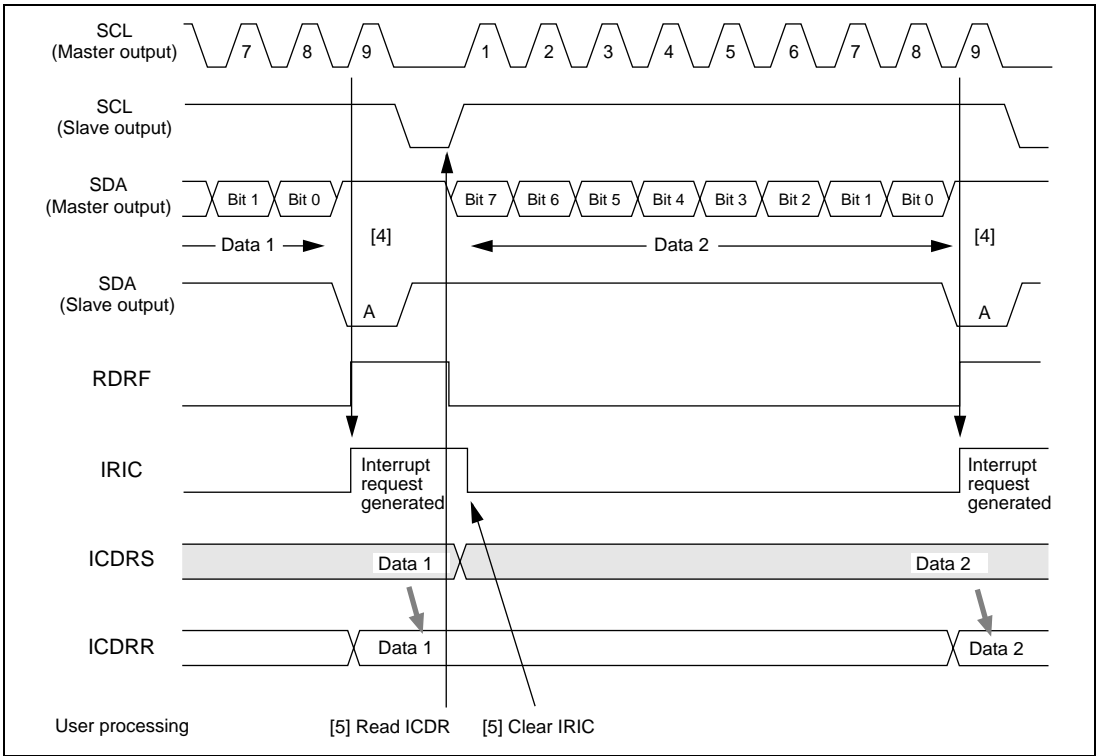 SCL
(Master output)
7 8 9 1 2 3 4 5 6 7 8 9
SCL
(Slave output)
SDA
(Master output)
Bit 1 Bit 0 Bit 7 Bit 6 Bit 5 Bit 4 Bit 3 Bit 2 Bit 1 Bit 0
Data 1 [4] Data 2 [4]
SDA
(Slave output)
A A
RDRF
IRIC
Interrupt
request
generated
Interrupt
request
generated
ICDRS
Data 1 Data 2
ICDRR
Data 1 Data 2
User processing [5] Read ICDR [5] Clear IRIC